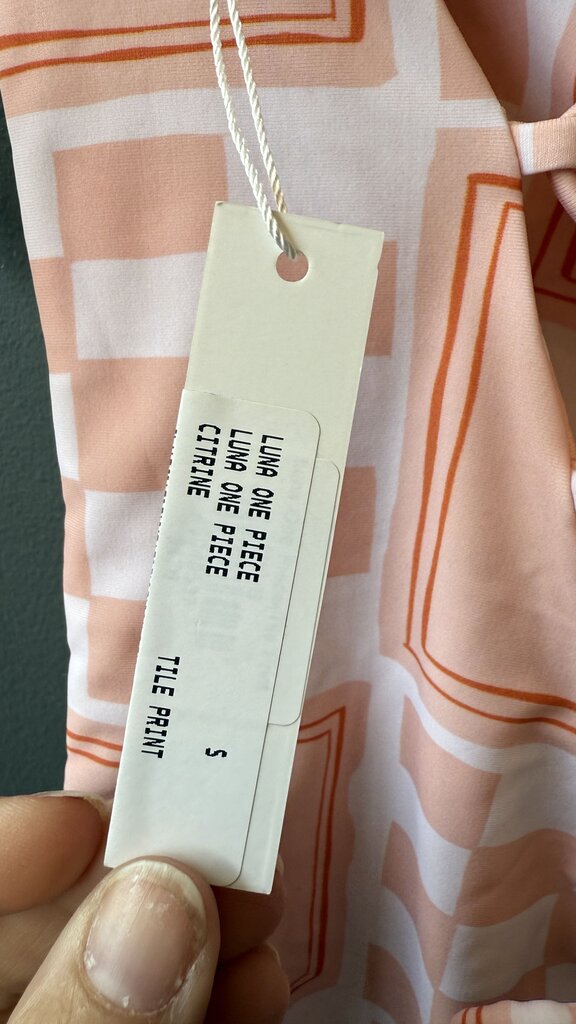 LUNA ONE PIECE
LUNA ONE PIECE
CITRINE
S
TILE PRINT